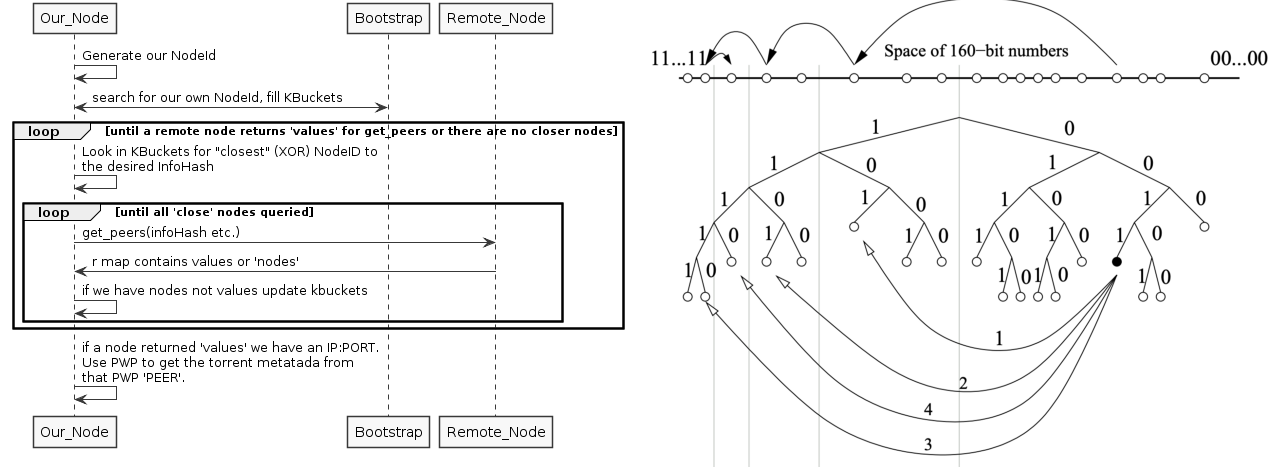 Our_Node Bootstrap Remote_Node
Generate our NodeId
search for our own NodeId, fill KBuckets
loop [until a remote node returns 'values' for get_peers or there are no closer nodes]
Look in KBuckets for "closest" (XOR) NodeID to
the desired InfoHash
loop [until all 'close' nodes queried]
get_peers(infoHash etc.)
r map contains values or 'nodes'
if we have nodes not values update kbuckets
if a node returned 'values' we have an IP:PORT.
Use PWP to get the torrent metatada from
that PWP 'PEER'.
Our_Node Bootstrap Remote_Node
Space of 160−bit numbers
11...11 00...00
1 0
1 0 1 0
1 0 1 1 0 1 0
1 0 1 0 1 0 1 0 1 0 1 0
1 0 1 0 1 0 1 0
1
2
4
3